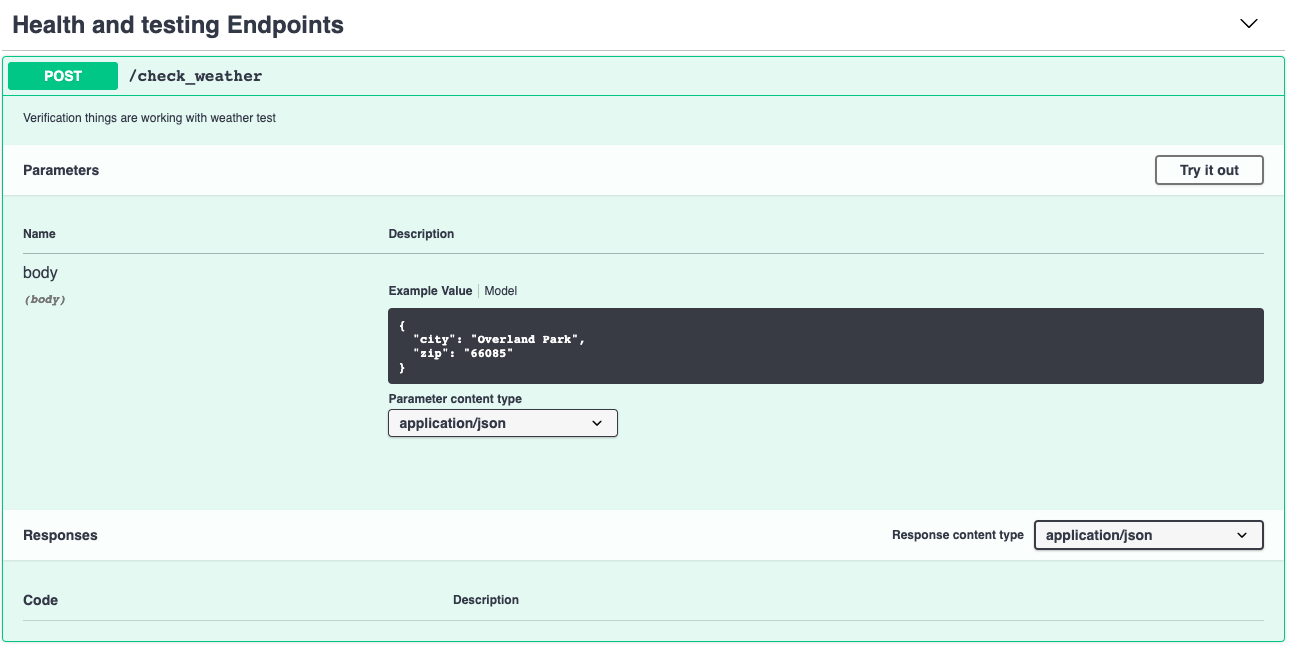 Health and testing Endpoints
POST /check_weather
Verification things are working with weather test
Parameters Try it out
Name Description
body
(body)
Example Value Model
{
"city": "Overland Park",
"zip": "66085"
}
Parameter content type
application/json
Responses Response content type application/json
Code Description